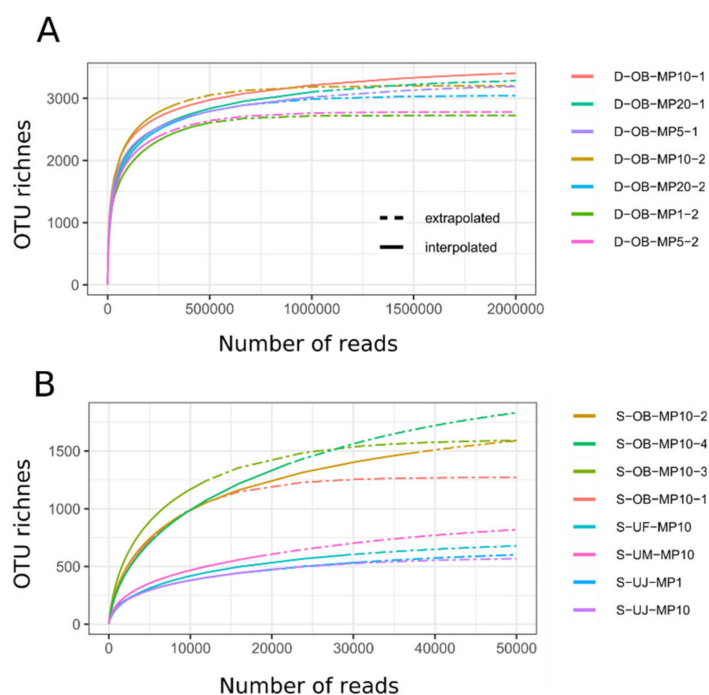 A
OTU richnes
3000
2000
1000
0
extrapolated
interpolated
0 500000 1000000 1500000 2000000
Number of reads
D-OB-MP10-1
D-OB-MP20-1
D-OB-MP5-1
D-OB-MP10-2
D-OB-MP20-2
D-OB-MP1-2
D-OB-MP5-2
B
OTU richnes
1500
1000
500
0
0 10000 20000 30000 40000 50000
Number of reads
S-OB-MP10-2
S-OB-MP10-4
S-OB-MP10-3
S-OB-MP10-1
S-UF-MP10
S-UM-MP10
S-UJ-MP1
S-UJ-MP10